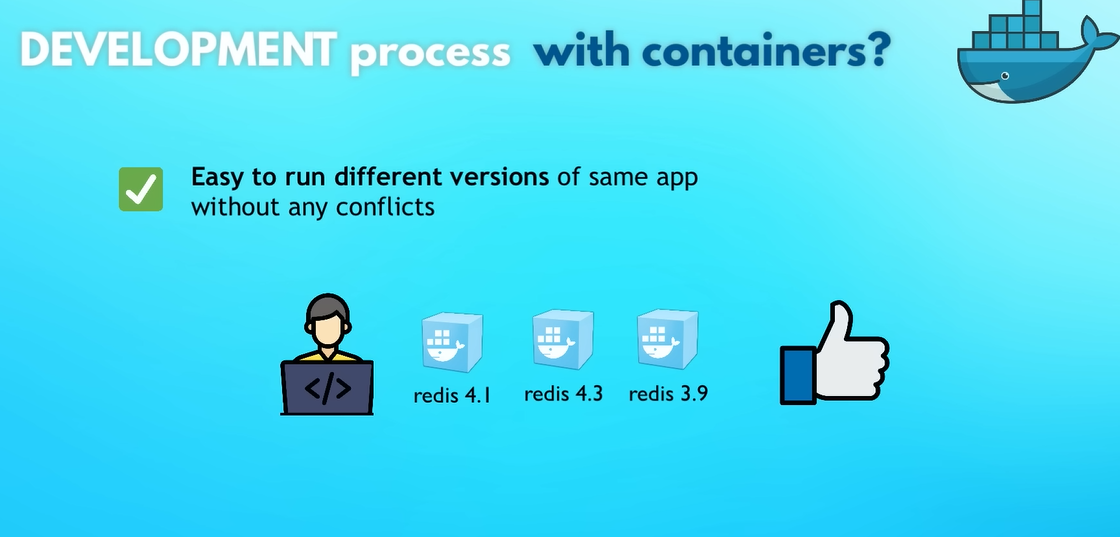 DEVELOPMENT process with containers?
Easy to run different versions of same app
without any conflicts
</>
redis 4.1
redis 4.3
redis 3.9